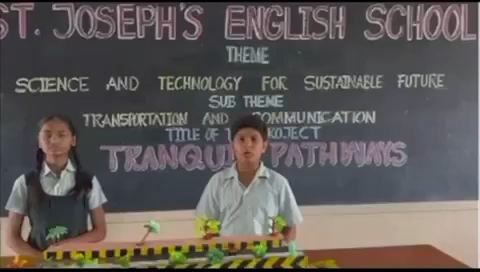 ST. JOSEPH'S ENGLISH SCHOOL
THEME
SCIENCE AND TECHNOLOGY FOR SUSTAINABLE FUTURE
SUB THEME
TRANSPORTATION AND COMMUNICATION
TITLE OF PROJECT
PATHWAYS